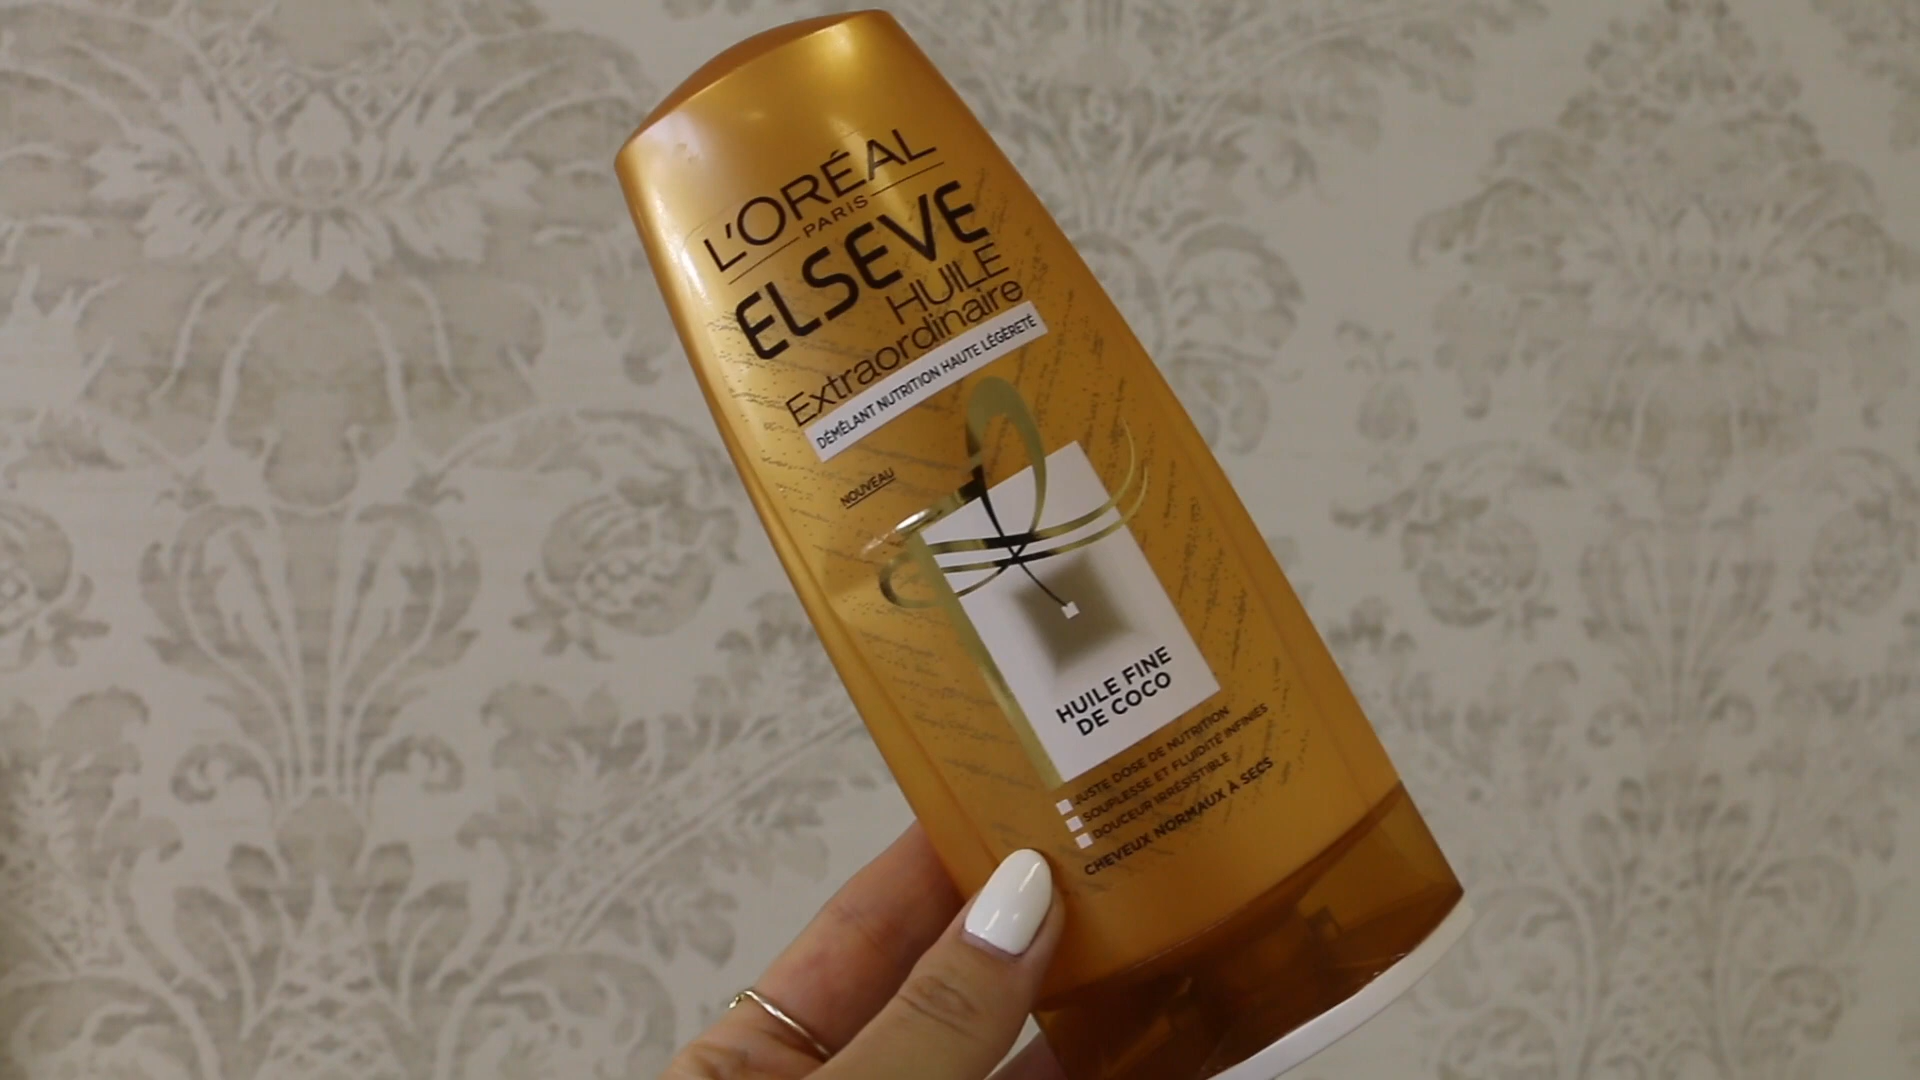 L'ORÉAL
PARIS
ELSEVE
HUILE
Extraordinaire
DÉMÊLANT NUTRITION HAUTE LÉGÈRETÉ
NOUVEAU
HUILE FINE
DE COCO
JUSTE DOSE DE NUTRITION
SOUPLESSE ET FLUIDITÉ INFINIES
DOUCEUR IRRÉSISTIBLE
CHEVEUX NORMAUX À SECS